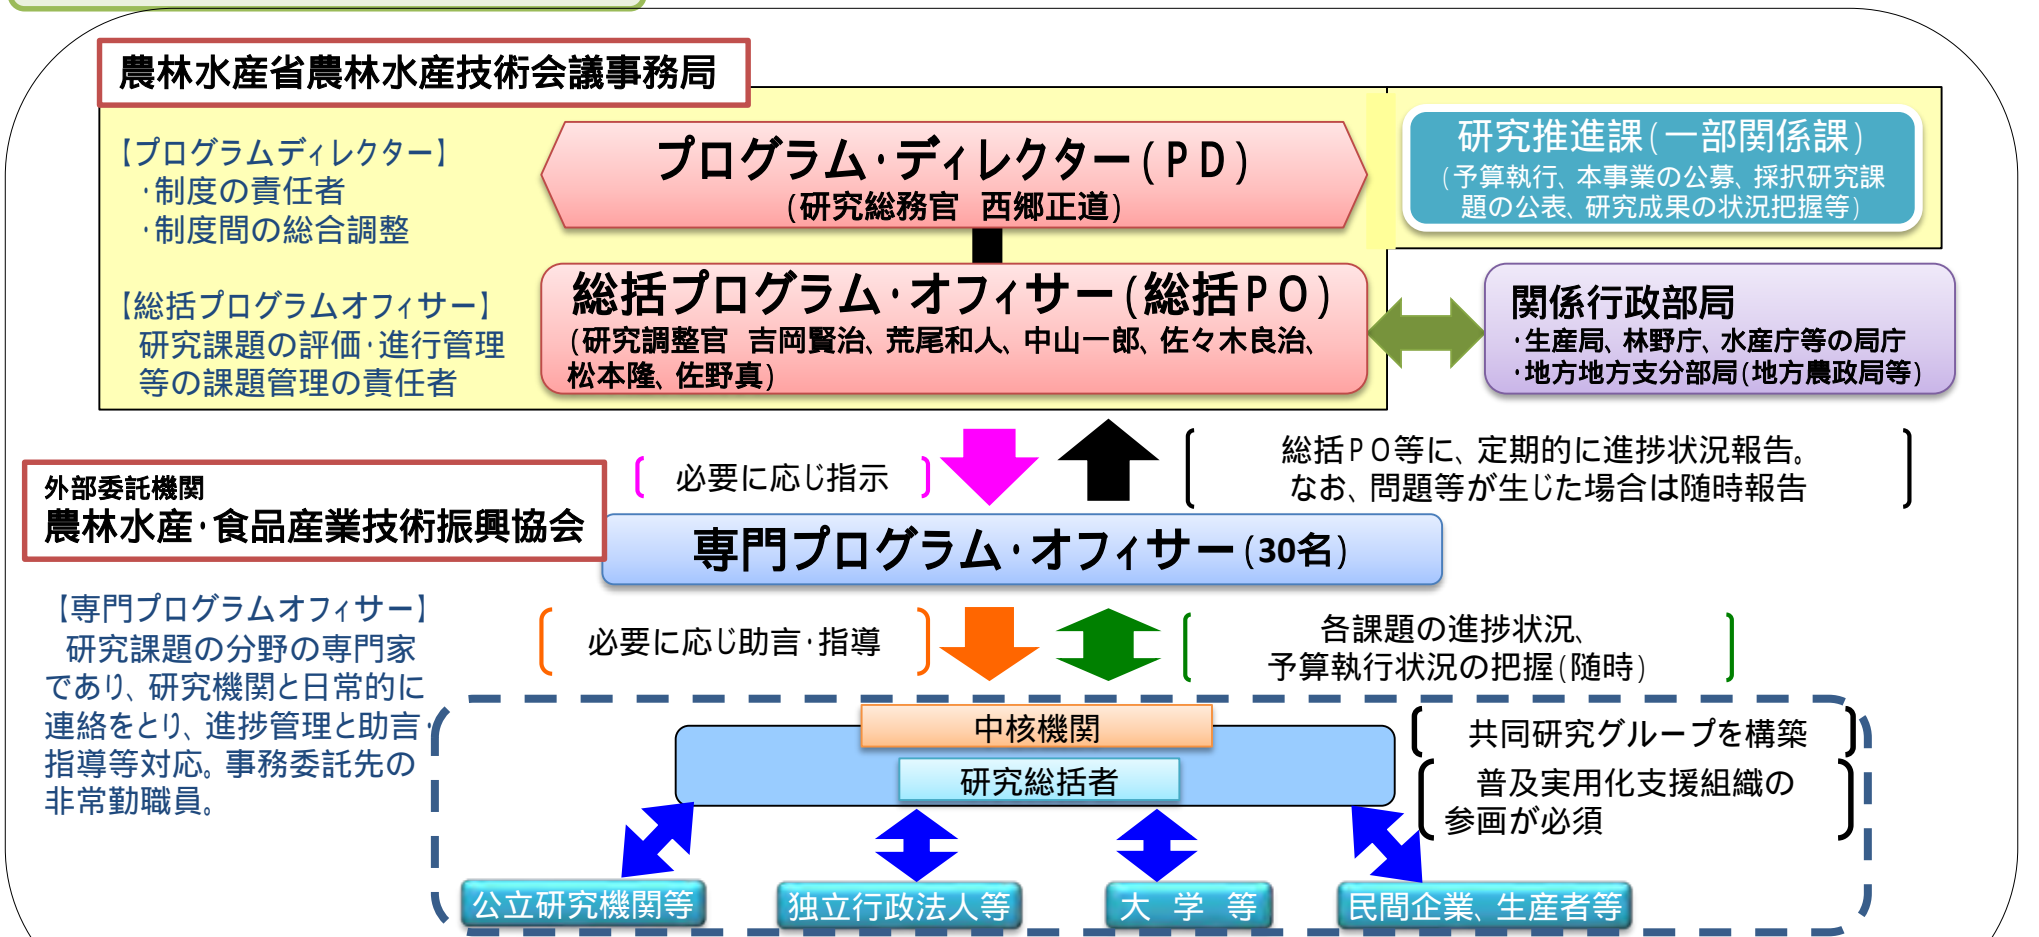 農林水産省農林水産技術会議事務局
【プログラムディレクター】
・制度の責任者
・制度間の総合調整
プログラム・ディレクター(PD)
(研究総務官　西郷正道)
研究推進課(一部関係課)
(予算執行、本事業の公募、採択研究課
題の公表、研究成果の状況把握等)
【総括プログラムオフィサー】
研究課題の評価・進行管理
等の課題管理の責任者
総括プログラム・オフィサー(総括PO)
(研究調整官　吉岡賢治、荒尾和人、中山一郎、佐々木良治、
松本隆、佐野真)
関係行政部局
・生産局、林野庁、水産庁等の局庁
・地方地方支分部局(地方農政局等)
必要に応じ指示
総括PO等に、定期的に進捗状況報告。
なお、問題等が生じた場合は随時報告
外部委託機関
農林水産・食品産業技術振興協会
専門プログラム・オフィサー(30名)
【専門プログラムオフィサー】
研究課題の分野の専門家
であり、研究機関と日常的に
連絡をとり、進捗管理と助言・
指導等対応。事務委託先の
非常勤職員。
必要に応じ助言・指導
各課題の進捗状況、
予算執行状況の把握(随時)
中核機関
研究総括者
共同研究グループを構築
普及実用化支援組織の
参画が必須
公立研究機関等
独立行政法人等
大　学　等
民間企業、生産者等